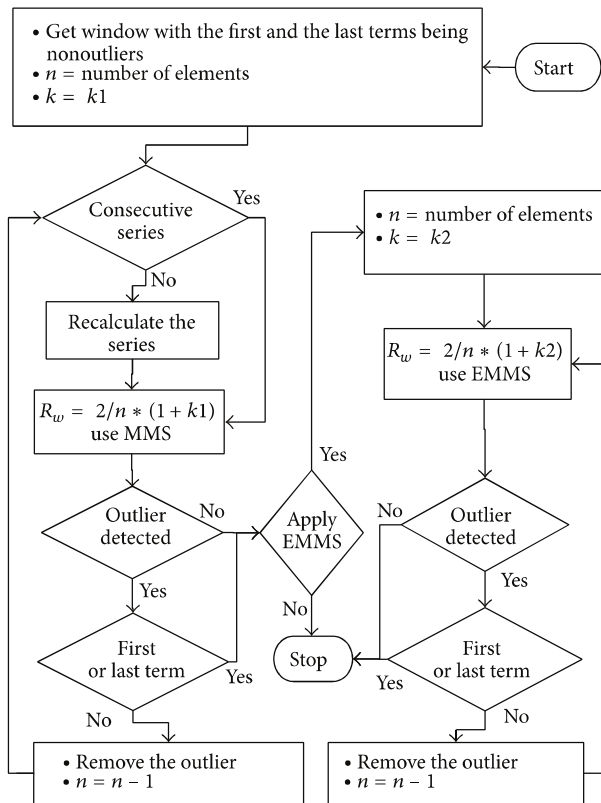 • Get window with the first and the last terms being
nonoutliers
• n = number of elements
• k = k1
Start
Consecutive
series
Yes
No
Recalculate the
series
R_w = 2/n * (1 + k1)
use MMS
Outlier
detected
No
Yes
First
or last term
Yes
No
• Remove the outlier
• n = n − 1
Apply
EMMS
Yes
No
Stop
• n = number of elements
• k = k2
R_w = 2/n * (1 + k2)
use EMMS
Outlier
detected
No
Yes
First
or last term
Yes
No
• Remove the outlier
• n = n − 1